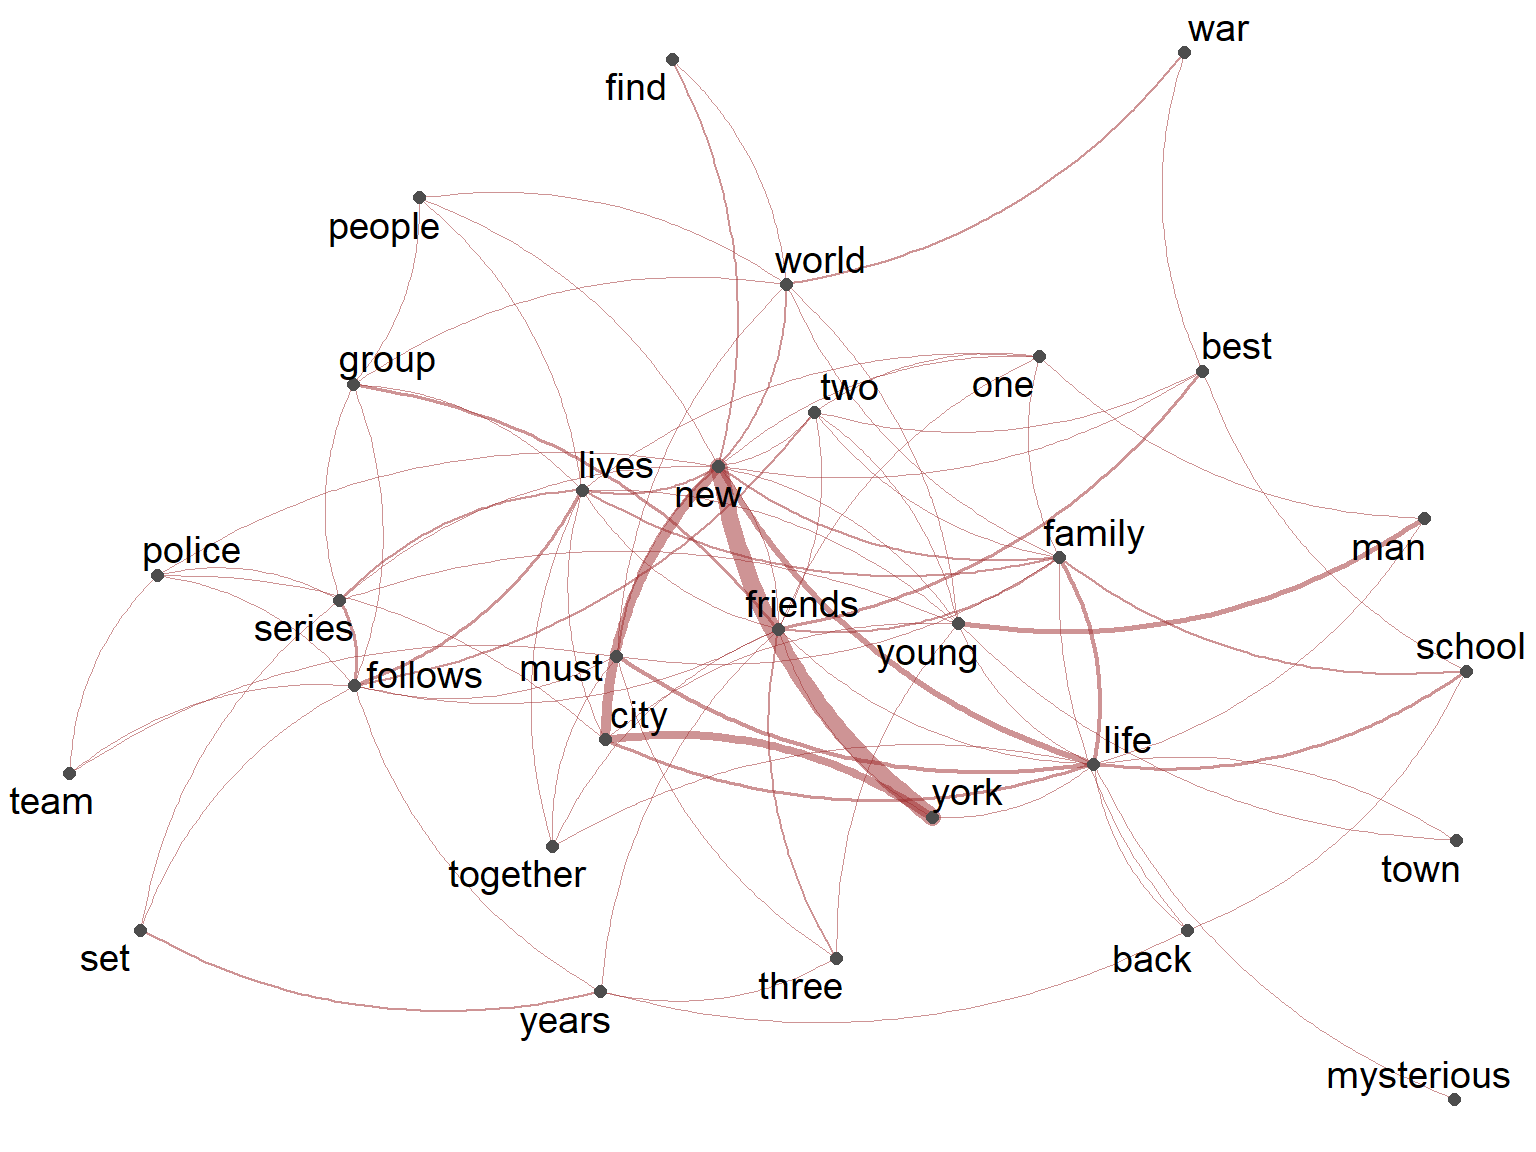 war
find
people
world
group
best
two
one
lives
new
family
man
police
friends
series
young
school
must
follows
city
life
york
team
together
town
set
back
three
years
mysterious